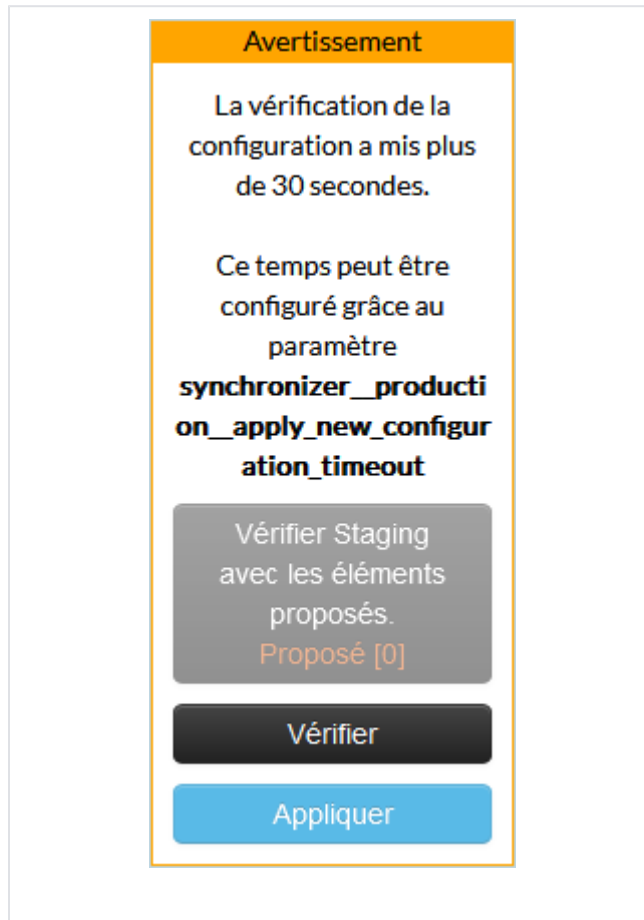 Avertissement
La vérification de la
configuration a mis plus
de 30 secondes.
Ce temps peut être
configuré grâce au
paramètre
synchronizer__producti
on__apply_new_configur
ation_timeout
Vérifier Staging
avec les éléments
proposés.
Proposé [0]
Vérifier
Appliquer